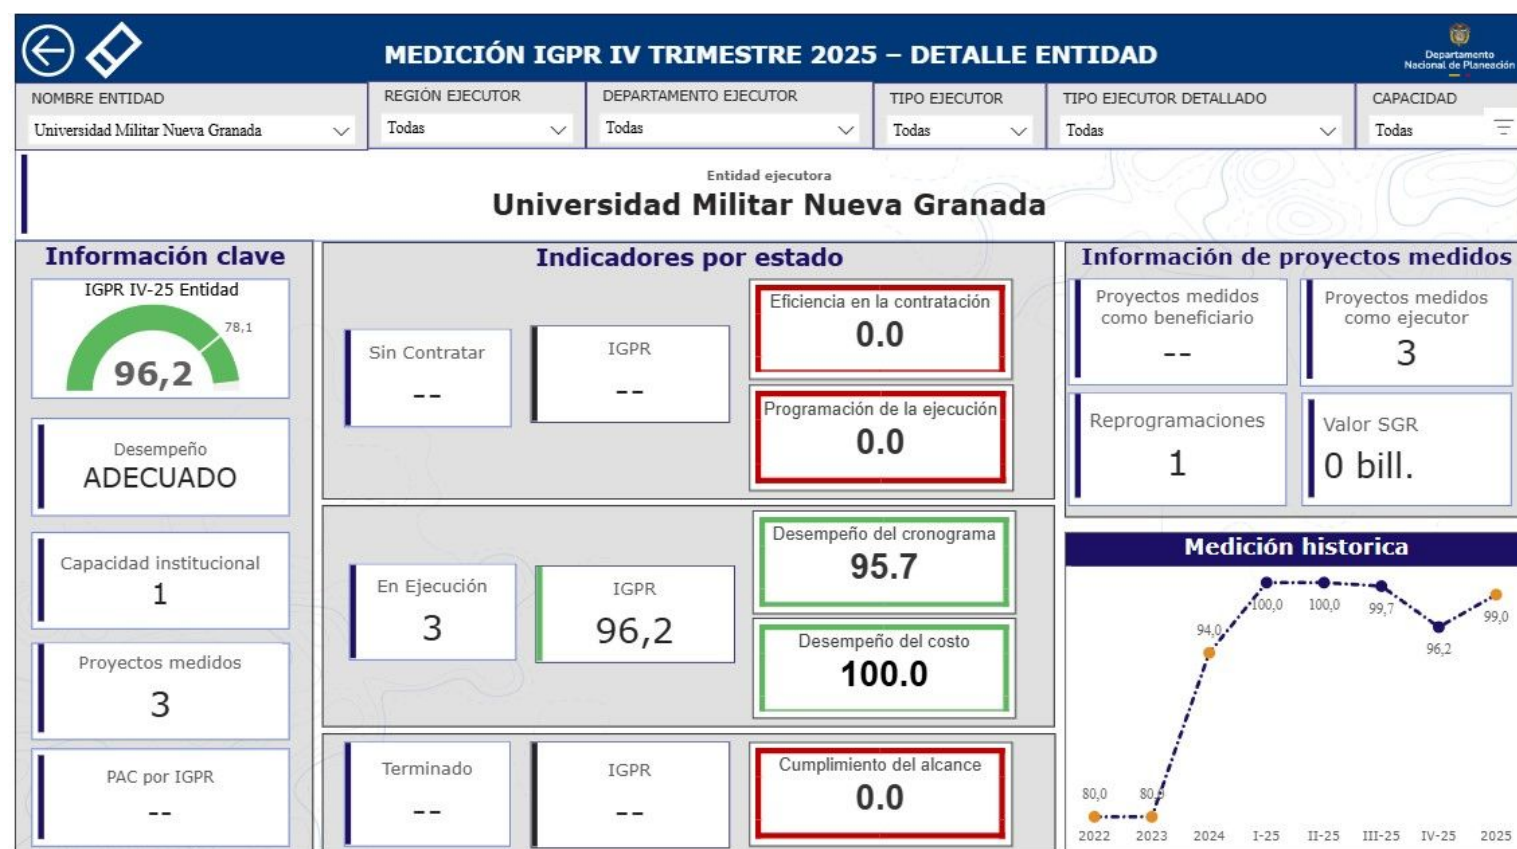 MEDICIÓN IGPR IV TRIMESTRE 2025 – DETALLE ENTIDAD
Departamento
Nacional de Planeación
NOMBRE ENTIDAD
Universidad Militar Nueva Granada
REGIÓN EJECUTOR
Todas
DEPARTAMENTO EJECUTOR
Todas
TIPO EJECUTOR
Todas
TIPO EJECUTOR DETALLADO
Todas
CAPACIDAD
Todas
Entidad ejecutora
Universidad Militar Nueva Granada
Información clave
IGPR IV-25 Entidad
78,1
96,2
Desempeño
ADECUADO
Capacidad institucional
1
Proyectos medidos
3
PAC por IGPR
--
Indicadores por estado
Sin Contratar
--
IGPR
--
Eficiencia en la contratación
0.0
Programación de la ejecución
0.0
En Ejecución
3
IGPR
96,2
Desempeño del cronograma
95.7
Desempeño del costo
100.0
Terminado
--
IGPR
--
Cumplimiento del alcance
0.0
Información de proyectos medidos
Proyectos medidos
como beneficiario
--
Proyectos medidos
como ejecutor
3
Reprogramaciones
1
Valor SGR
0 bill.
Medición historica
80,0
80,0
94,0
100,0
100,0
99,7
96,2
99,0
2022 2023 2024 I-25 II-25 III-25 IV-25 2025